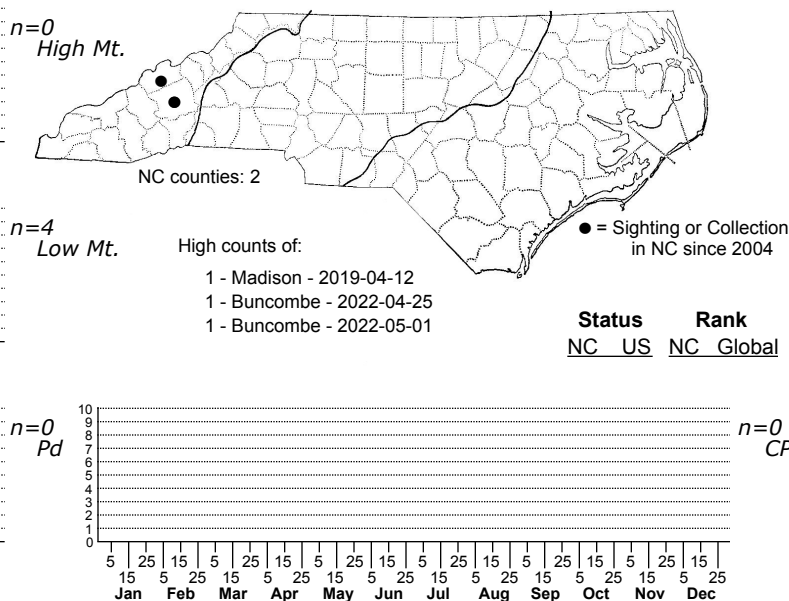 n=0
High Mt.
NC counties: 2
n=4
Low Mt.
High counts of:
1 - Madison - 2019-04-12
1 - Buncombe - 2022-04-25
1 - Buncombe - 2022-05-01
● = Sighting or Collection
in NC since 2004
Status Rank
NC US NC Global
n=0
Pd
10
9
8
7
6
5
4
3
2
1
0
n=0
CP
5 25 15 5 25 15 5 25 15 5 25 15 5 25 15 5 25 15
15 5 25 15 5 25 15 5 25 15 5 25 15 5 25 15 5 25
Jan Feb Mar Apr May Jun Jul Aug Sep Oct Nov Dec